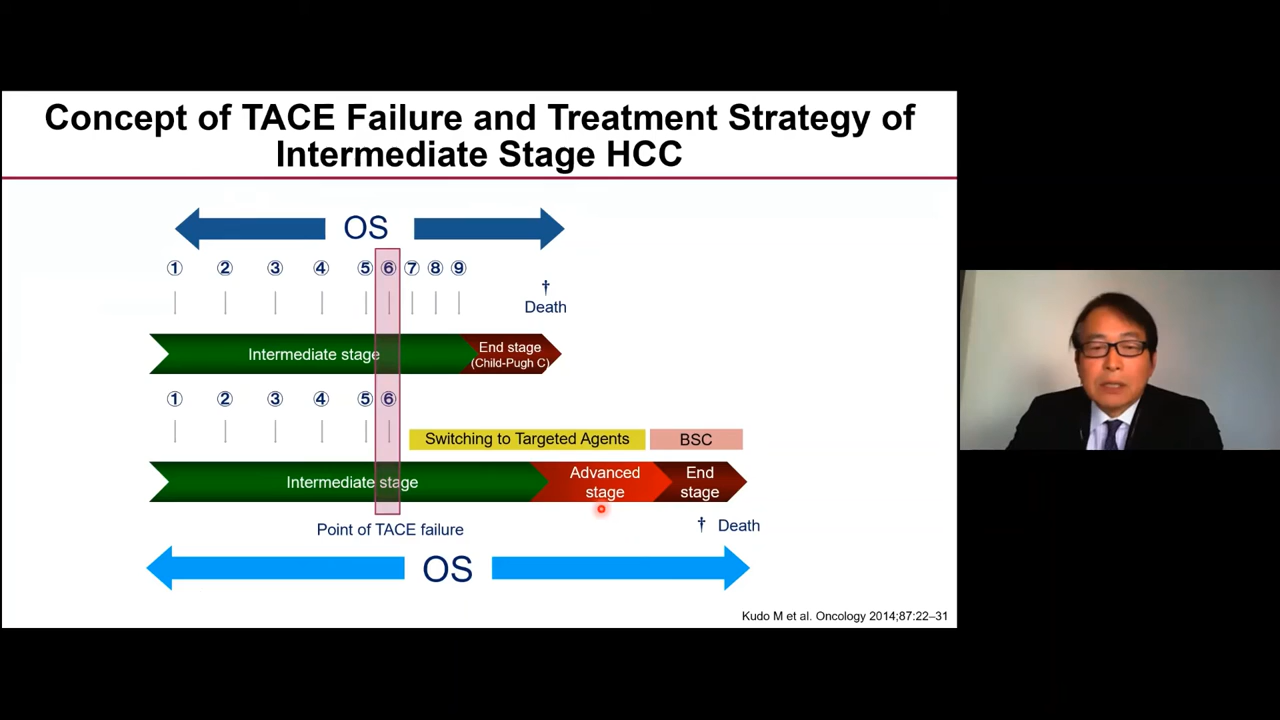 Concept of TACE Failure and Treatment Strategy of
Intermediate Stage HCC
OS
① ② ③ ④ ⑤ ⑥ ⑦ ⑧ ⑨
†
Death
Intermediate stage
End stage
(Child-Pugh C)
① ② ③ ④ ⑤ ⑥
Switching to Targeted Agents
BSC
Intermediate stage
Advanced
stage
End
stage
Point of TACE failure
† Death
OS
Kudo M et al. Oncology 2014;87:22–31